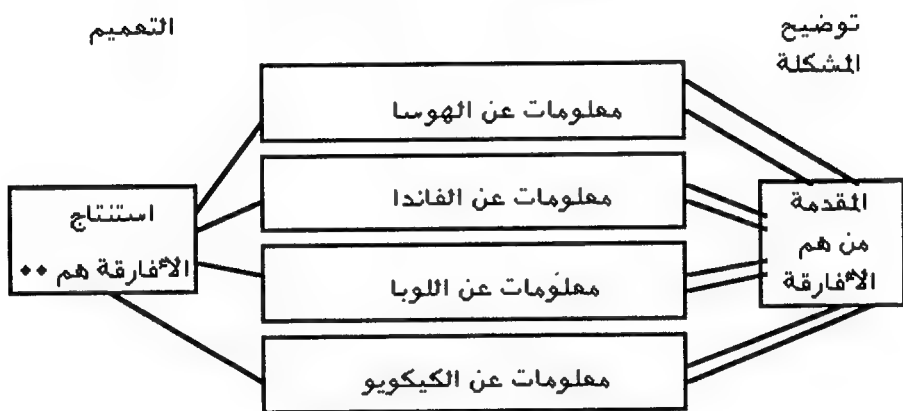 توضيح
المشكلة
التعميم
معلومات عن الهوسا
معلومات عن الفاندا
معلومات عن اللوبا
معلومات عن الكيكويو
المقدمة
من هم
الأفارقة
استنتاج
الأفارقة هم ••